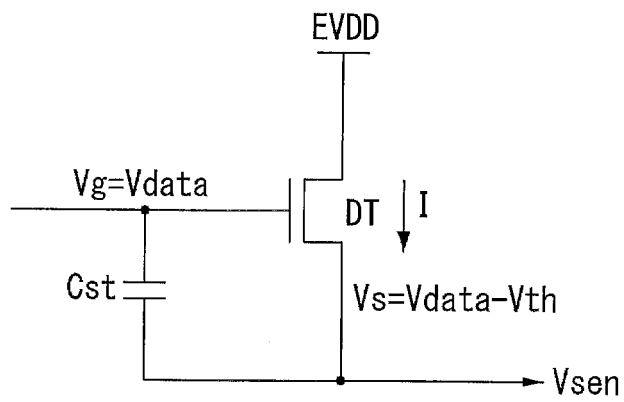 EVDD
Vg=Vdata
DT
I
Cst
Vs=Vdata-Vth
Vsen